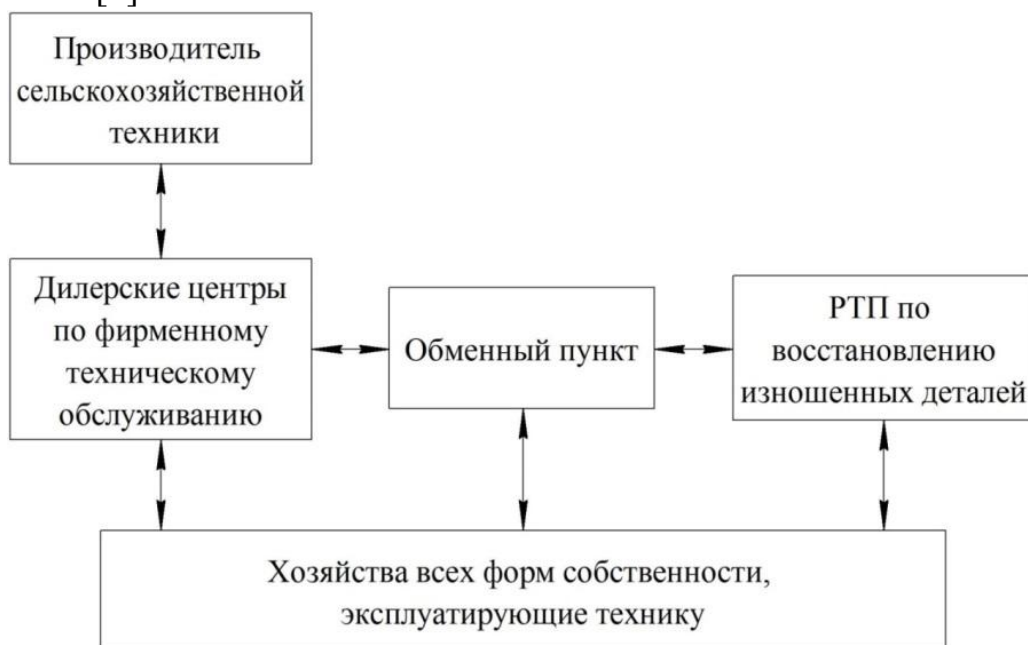 Производитель
сельскохозяйственной
техники
Дилерские центры
по фирменному
техническому
обслуживанию
Обменный пункт
РТП по
восстановлению
изношенных деталей
Хозяйства всех форм собственности,
эксплуатирующие технику